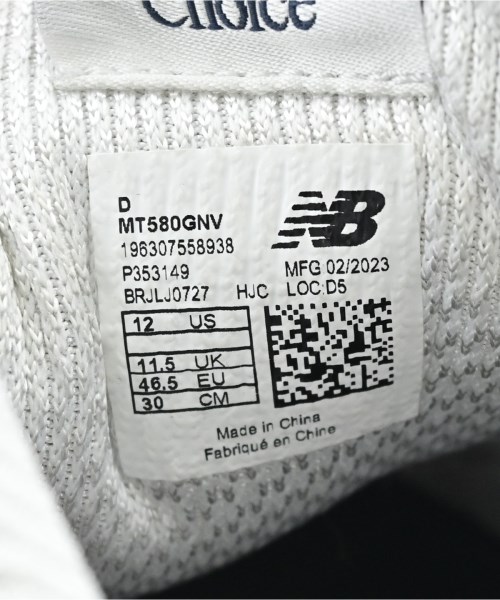 Choice
D
MT580GNV
196307558938
P353149
BRJLJ0727 HJC
NB
MFG 02/2023
LOC:D5
12 US
11.5 UK
46.5 EU
30 CM
Made in China
Fabriqué en Chine